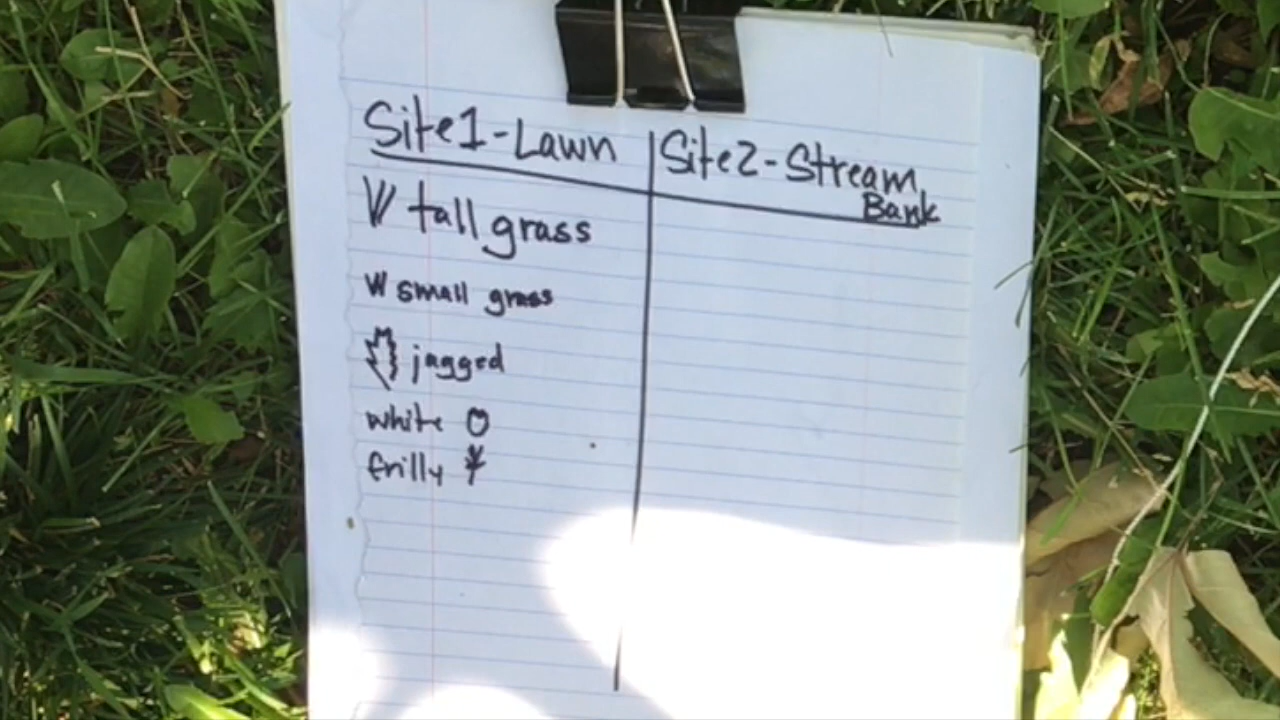 Site1-Lawn
Site2-Stream
Bank
tall grass
small grass
jagged
white
frilly